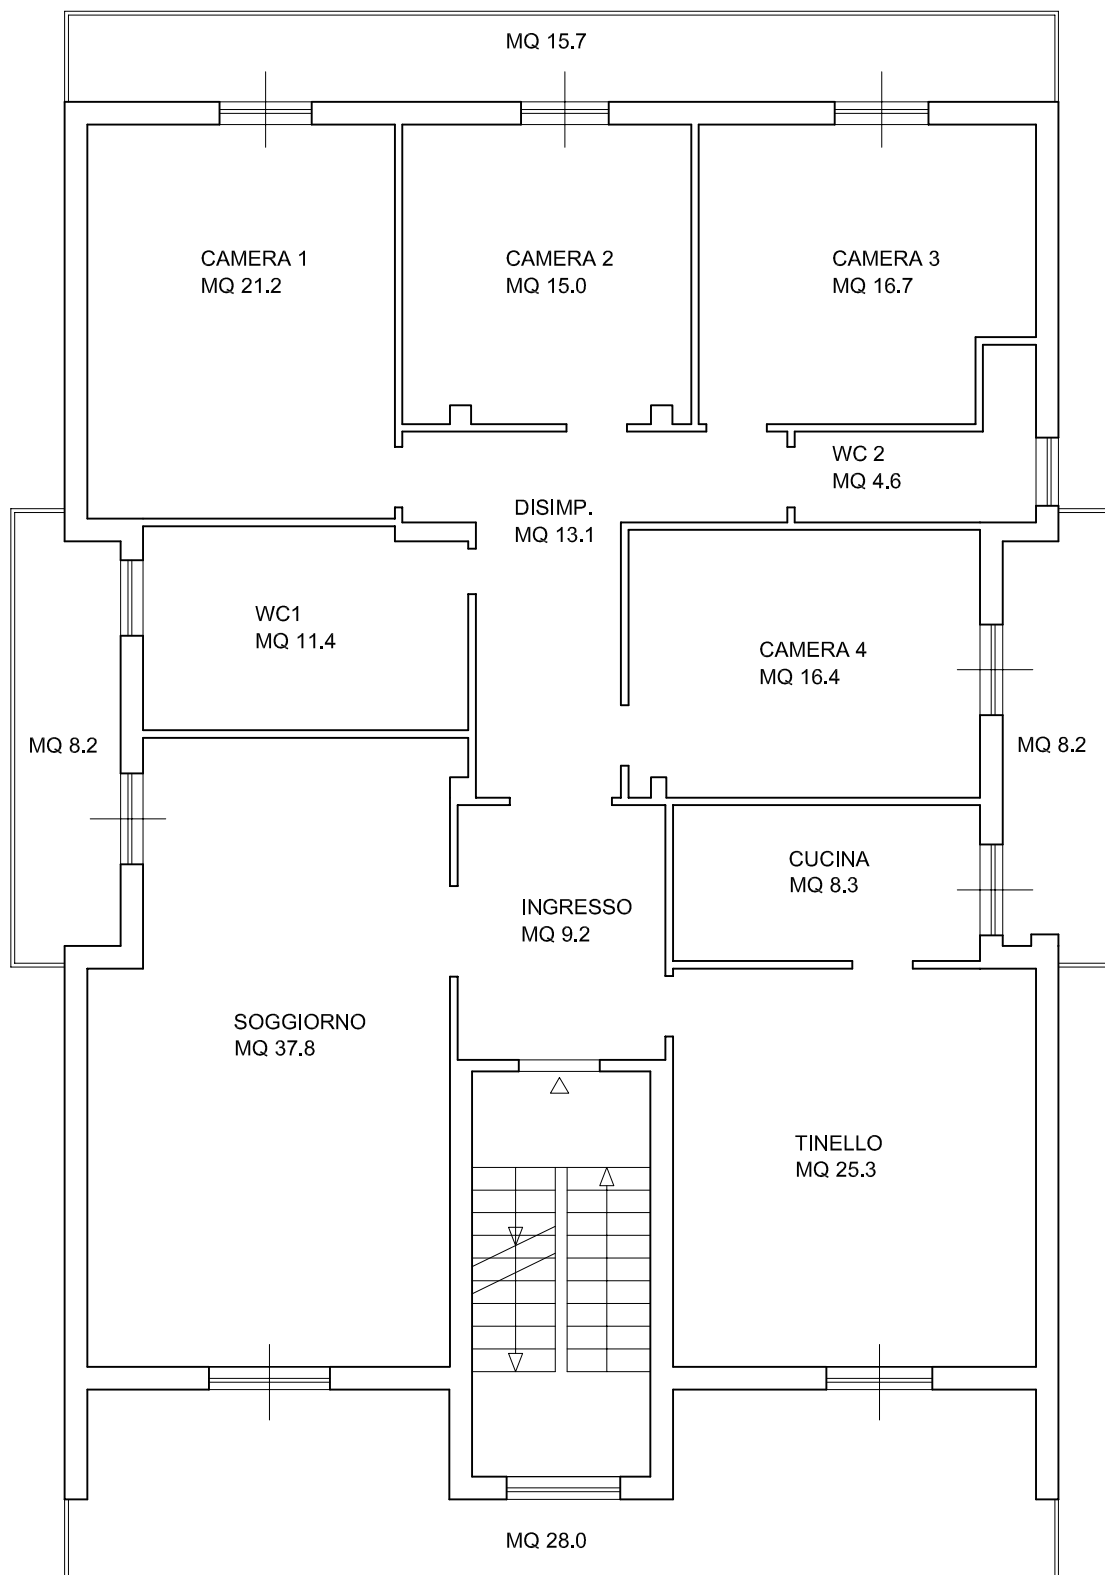 MQ 15.7
CAMERA 1
MQ 21.2
CAMERA 2
MQ 15.0
CAMERA 3
MQ 16.7
WC 2
MQ 4.6
DISIMP.
MQ 13.1
WC1
MQ 11.4
CAMERA 4
MQ 16.4
MQ 8.2
MQ 8.2
CUCINA
MQ 8.3
INGRESSO
MQ 9.2
SOGGIORNO
MQ 37.8
TINELLO
MQ 25.3
MQ 28.0